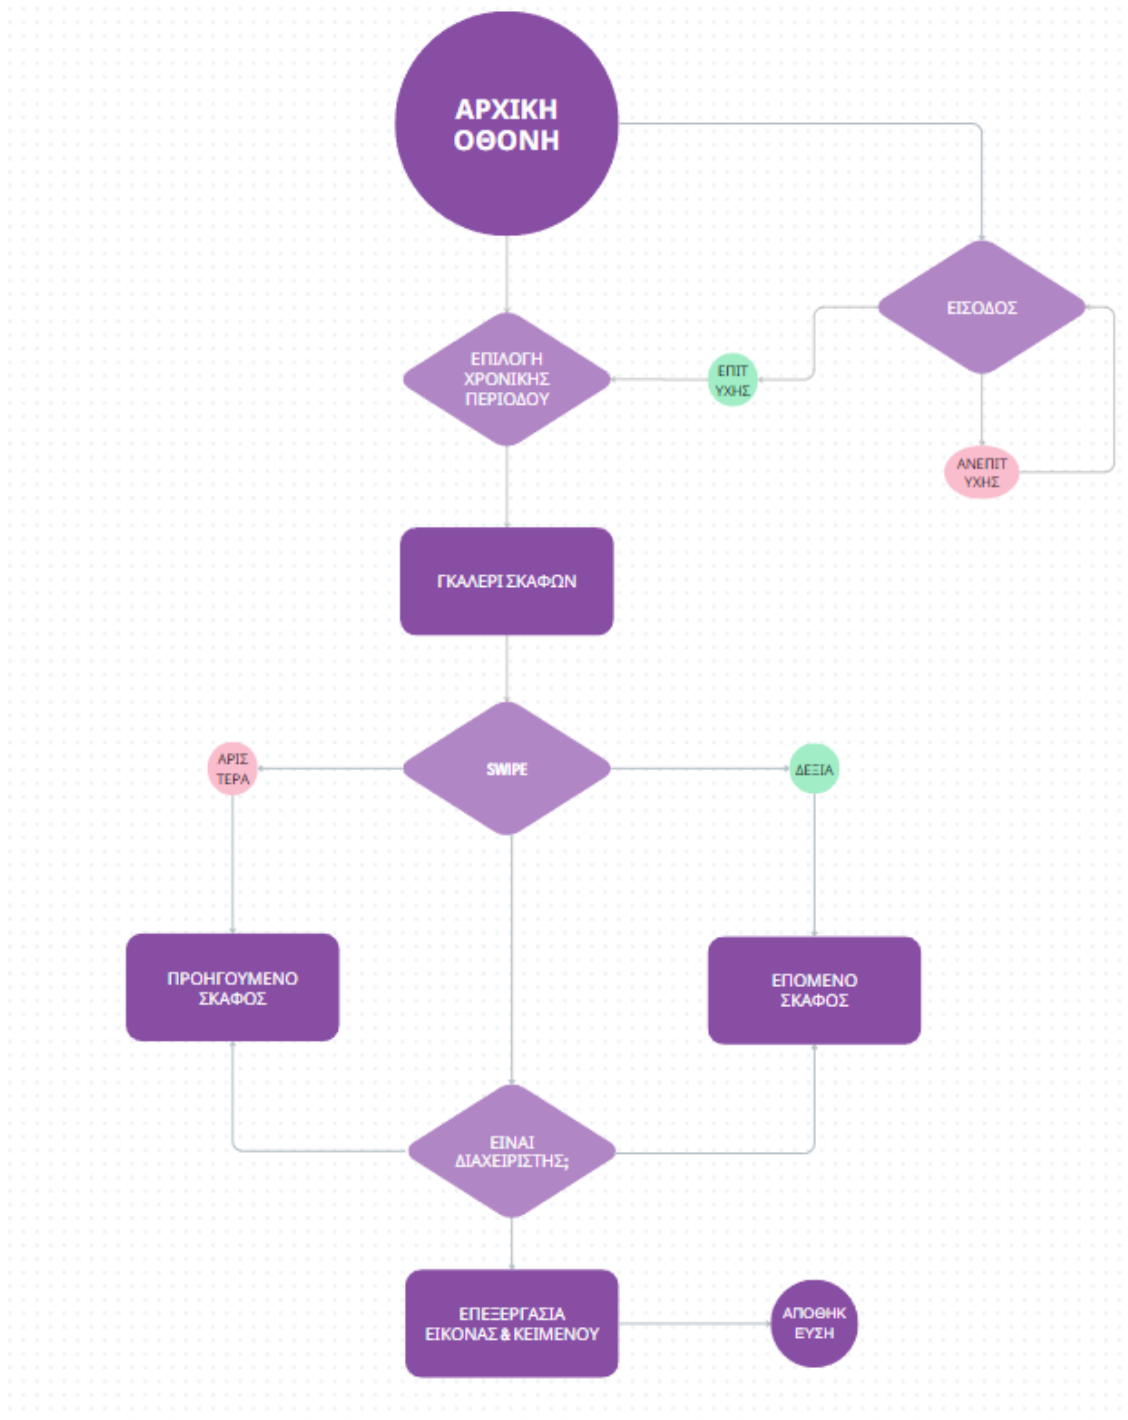 ΑΡΧΙΚΗ
ΟΘΟΝΗ
ΕΙΣΟΔΟΣ
ΕΠΙΛΟΓΗ
ΧΡΟΝΙΚΗΣ
ΠΕΡΙΟΔΟΥ
ΕΠΙΤ
ΥΧΗΣ
ΑΝΕΠΙΤ
ΥΧΗΣ
ΓΚΑΛΕΡΙ ΣΚΑΦΩΝ
ΑΡΙΣ
ΤΕΡΑ
SWIPE
ΔΕΞΙΑ
ΠΡΟΗΓΟΥΜΕΝΟ
ΣΚΑΦΟΣ
ΕΠΟΜΕΝΟ
ΣΚΑΦΟΣ
ΕΙΝΑΙ
ΔΙΑΧΕΙΡΙΣΤΗΣ;
ΕΠΕΞΕΡΓΑΣΙΑ
ΕΙΚΟΝΑΣ & ΚΕΙΜΕΝΟΥ
ΑΠΟΘΗΚ
ΕΥΣΗ